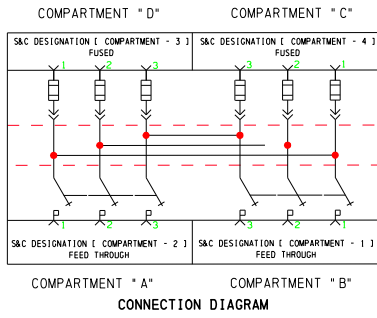 COMPARTMENT "D" COMPARTMENT "C"
S&C DESIGNATION [ COMPARTMENT - 3 ] S&C DESIGNATION [ COMPARTMENT - 4 ]
FUSED FUSED
1 2 3 3 2 1
1 2 3 3 2 1
S&C DESIGNATION [ COMPARTMENT - 2 ] S&C DESIGNATION [ COMPARTMENT - 1 ]
FEED THROUGH FEED THROUGH
COMPARTMENT "A" COMPARTMENT "B"
CONNECTION DIAGRAM